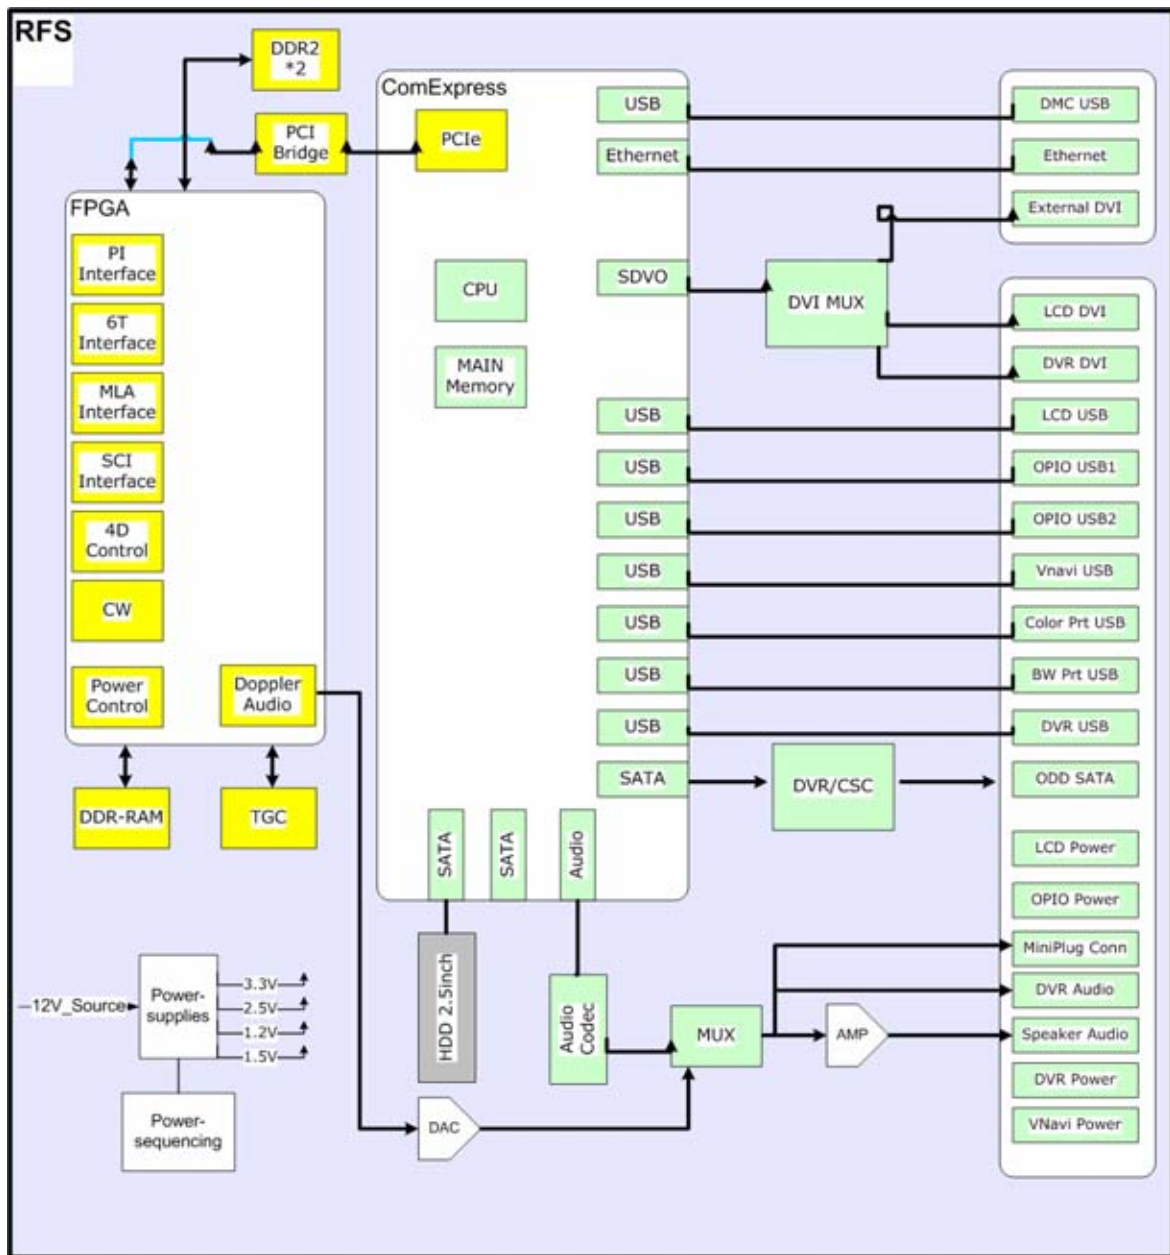 RFS
DDR2
*2
PCI
Bridge
ComExpress
PCIe
USB
Ethernet
DMC USB
Ethernet
External DVI
FPGA
PI
Interface
6T
Interface
MLA
Interface
SCI
Interface
4D
Control
CW
Power
Control
Doppler
Audio
DDR-RAM
TGC
CPU
MAIN
Memory
SDVO
DVI MUX
USB
USB
USB
USB
USB
USB
USB
SATA
DVR/CSC
LCD DVI
DVR DVI
LCD USB
OPIO USB1
OPIO USB2
Vnavi USB
Color Prt USB
BW Prt USB
DVR USB
ODD SATA
LCD Power
OPIO Power
MiniPlug Conn
DVR Audio
Speaker Audio
DVR Power
VNavi Power
SATA
SATA
Audio
HDD 2.5inch
Audio
Codec
MUX
AMP
DAC
12V_Source
Power-
supplies
3.3V
2.5V
1.2V
1.5V
Power-
sequencing